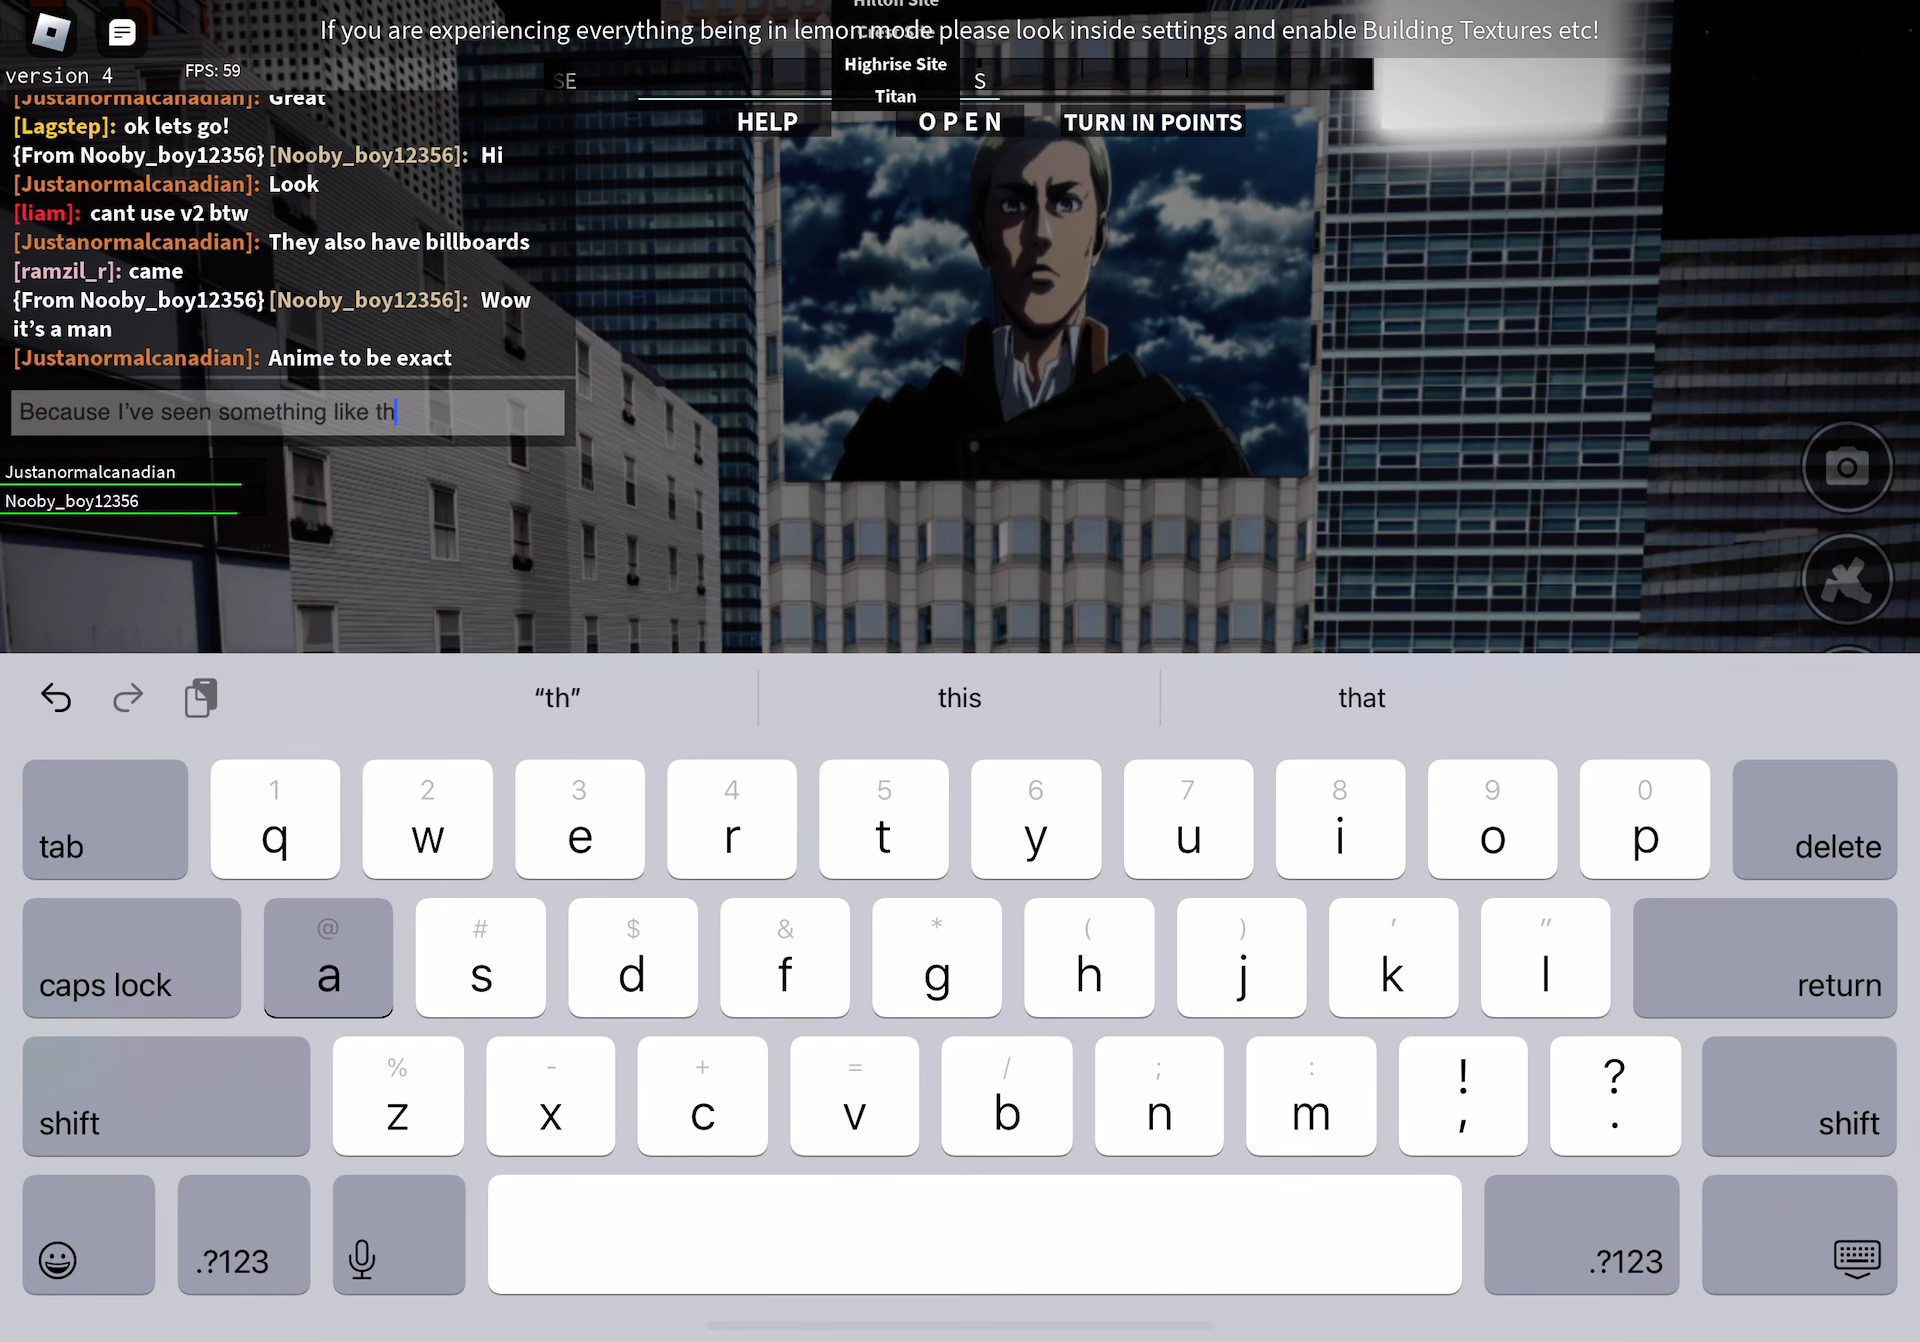 Hilton Site
If you are experiencing everything being in lemon mode please look inside settings and enable Building Textures etc!
Highrise Site
version 4
FPS: 59
SE
S
Titan
HELP
OPEN
TURN IN POINTS
[Justanormalcanadian]: Great
[Lagstep]: ok lets go!
{From Nooby_boy12356} [Nooby_boy12356]: Hi
[Justanormalcanadian]: Look
[liam]: cant use v2 btw
[Justanormalcanadian]: They also have billboards
[ramzil_r]: came
{From Nooby_boy12356} [Nooby_boy12356]: Wow
it’s a man
[Justanormalcanadian]: Anime to be exact
Because I’ve seen something like th
Justanormalcanadian
Nooby_boy12356
“th” this that
1 2 3 4 5 6 7 8 9 0
tab q w e r t y u i o p delete
@ # $ & * ( ) ' "
caps lock a s d f g h j k l return
% - + = / ; : ! ?
shift z x c v b n m , . shift
.?123 .?123